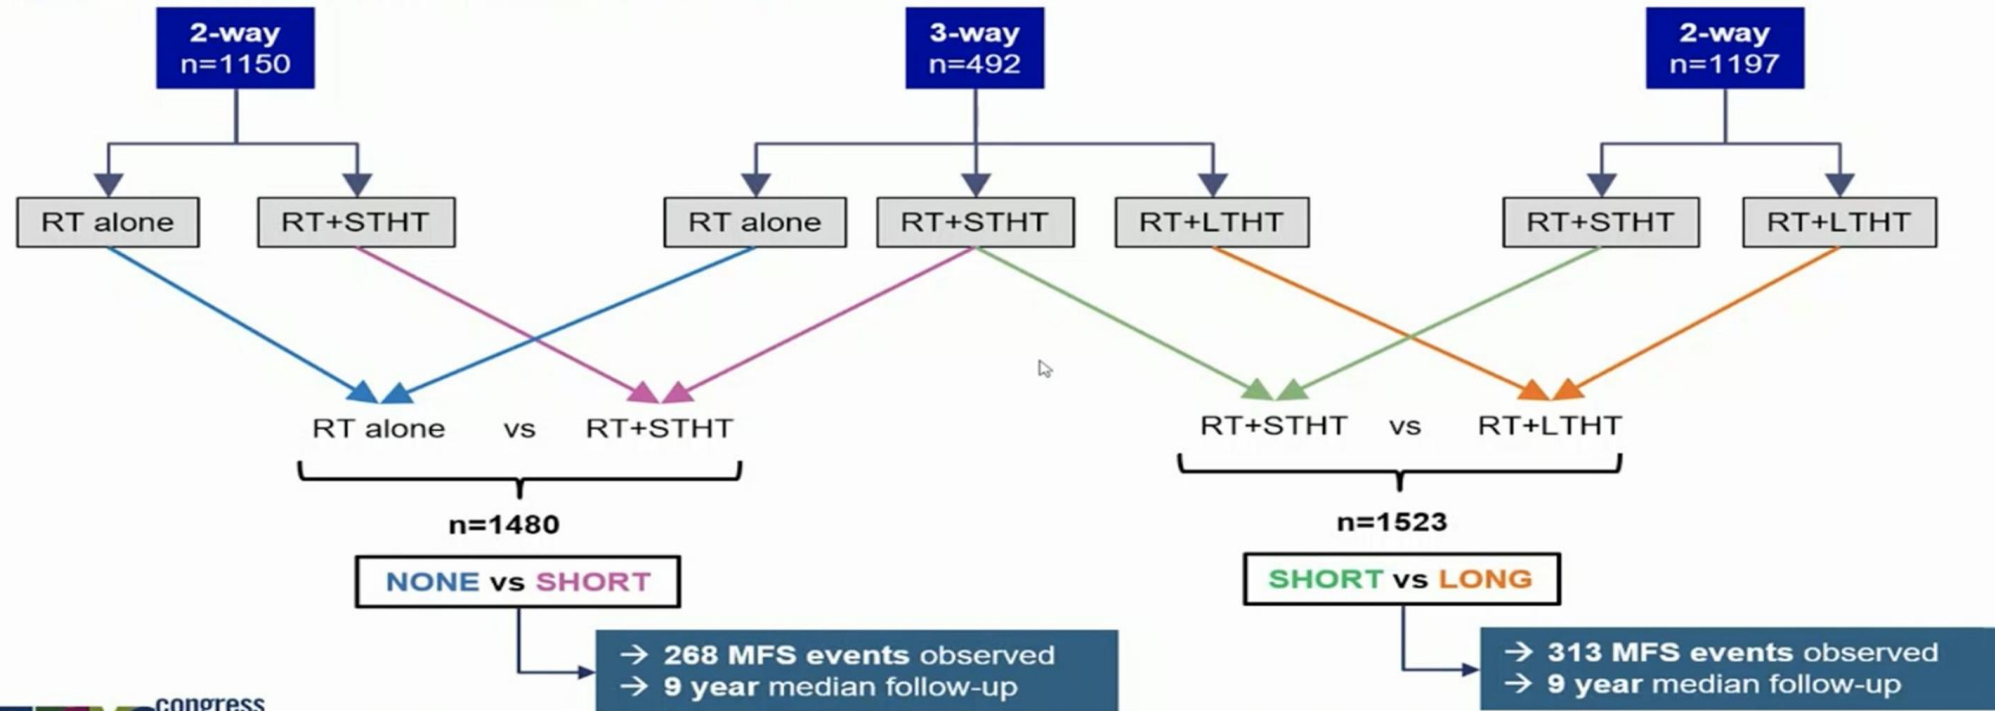 2-way
n=1150
3-way
n=492
2-way
n=1197
RT alone
RT+STHT
RT alone
RT+STHT
RT+LTHT
RT+STHT
RT+LTHT
RT alone vs RT+STHT
RT+STHT vs RT+LTHT
n=1480
n=1523
NONE vs SHORT
SHORT vs LONG
→ 268 MFS events observed
→ 9 year median follow-up
→ 313 MFS events observed
→ 9 year median follow-up
congress